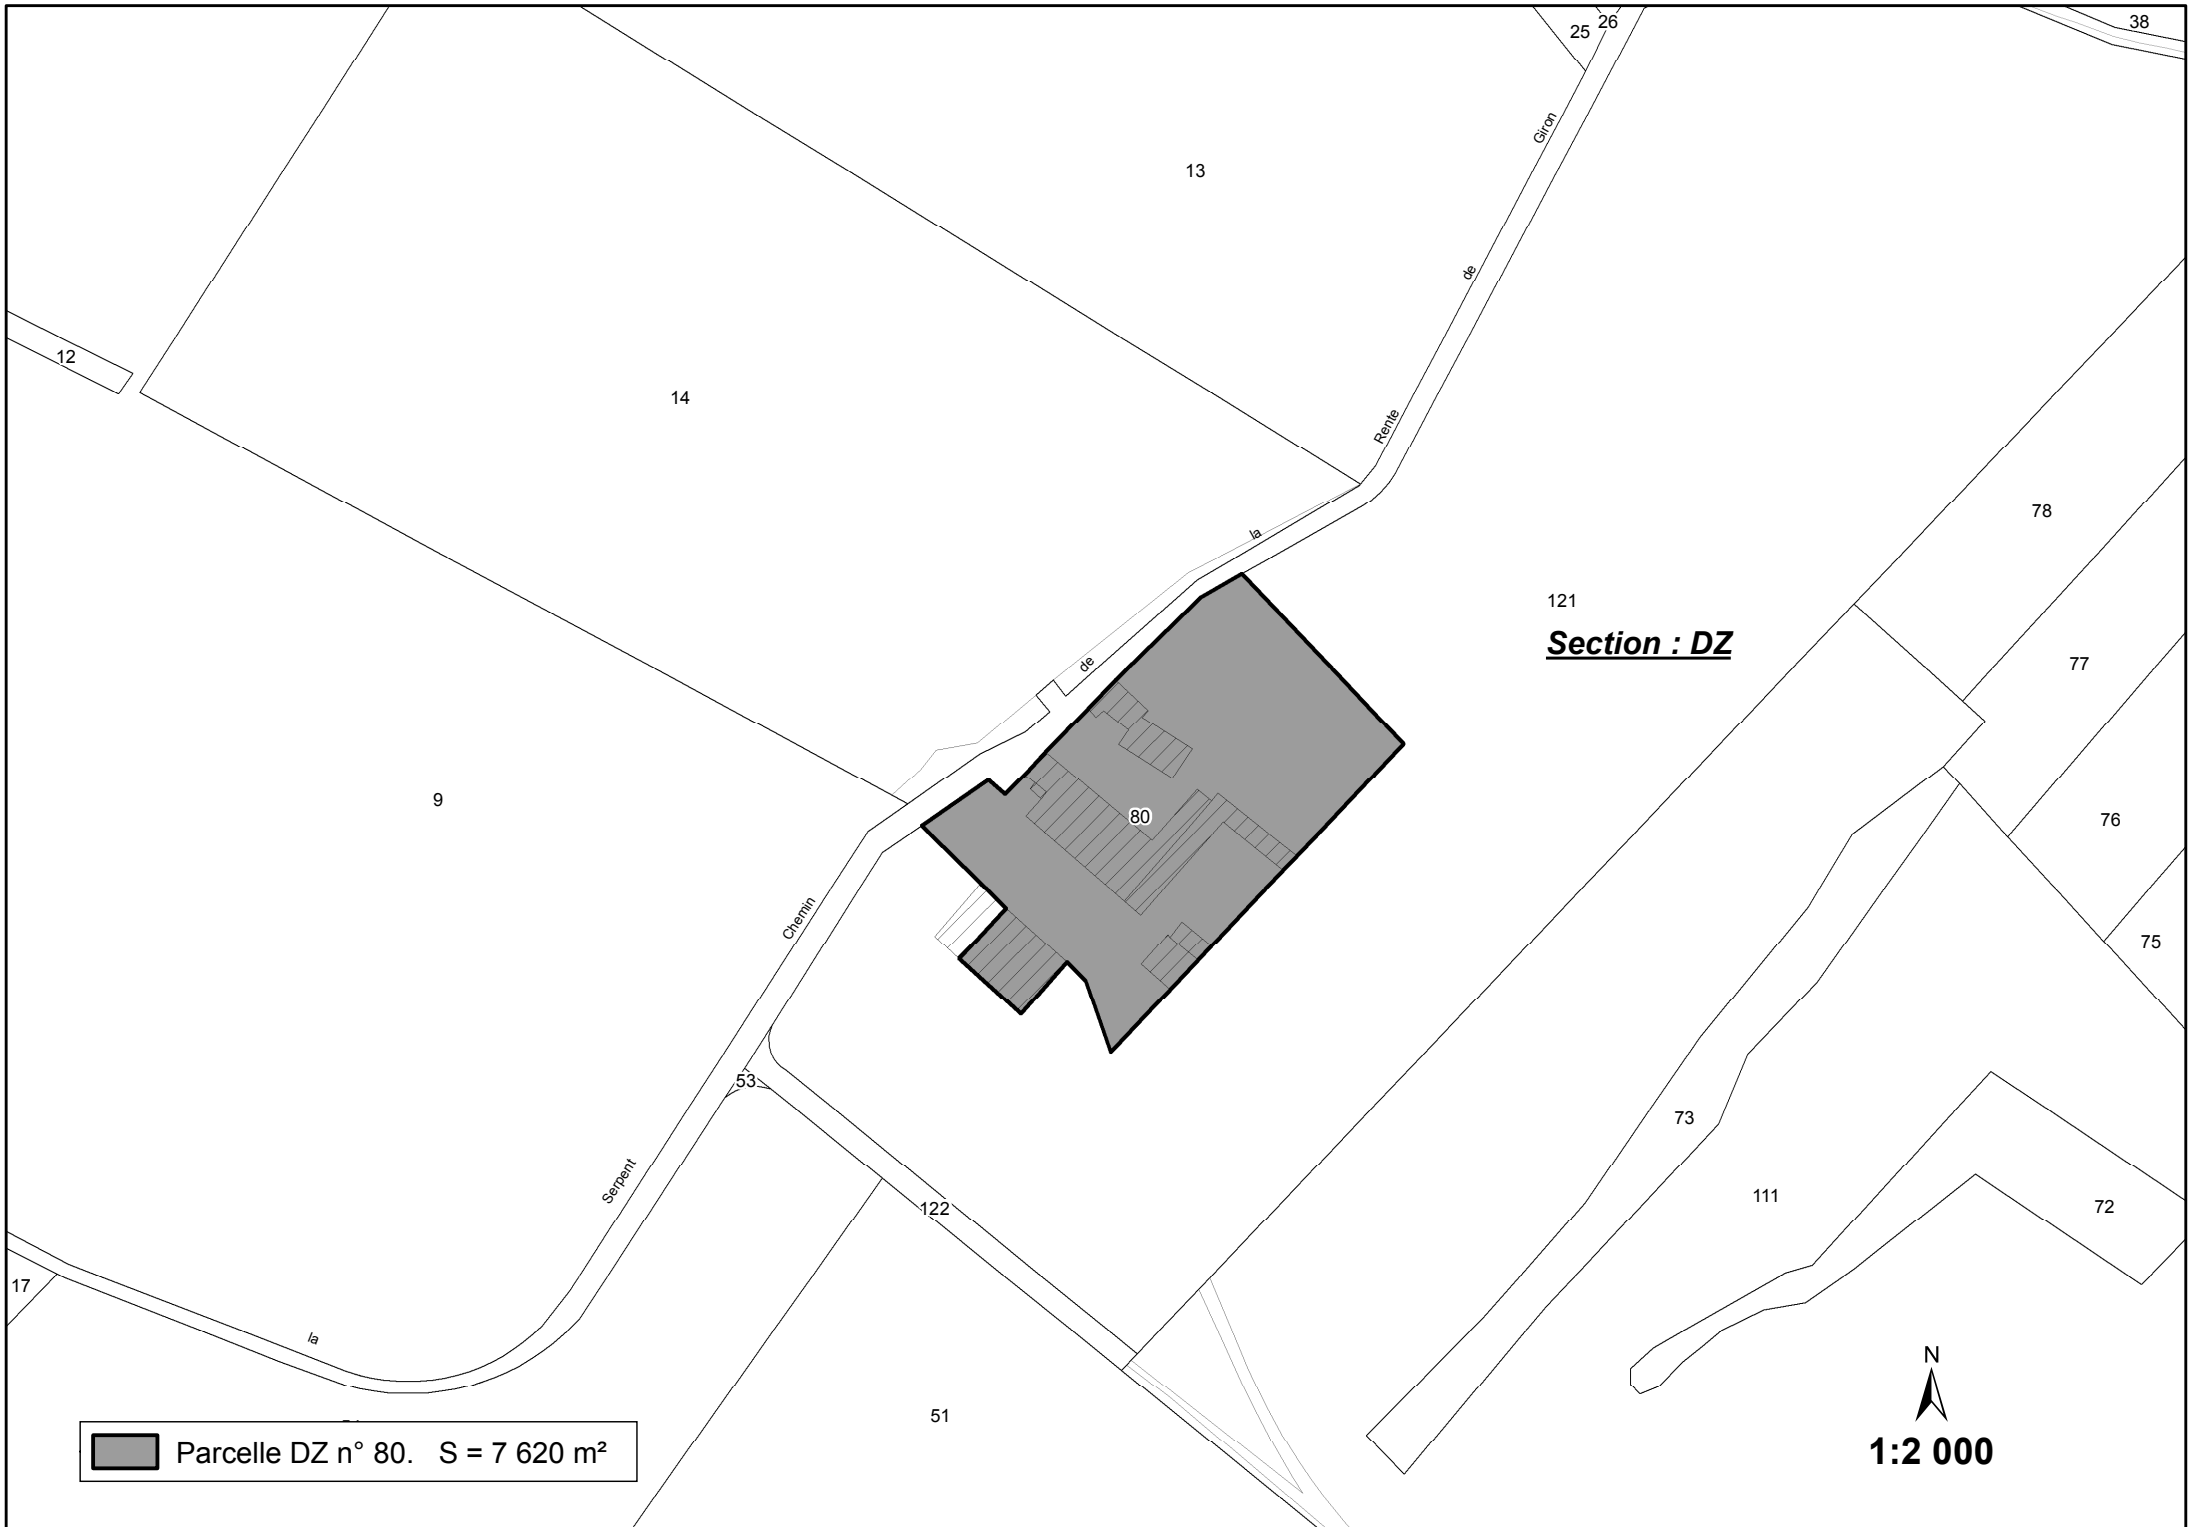 25
26
38
Giron
13
de
12
14
Rente
78
la
121
Section : DZ
de
77
9
80
76
Chemin
75
53
73
Serpent
111
122
72
17
la
N
51
Parcelle DZ n° 80. S = 7 620 m²
1:2 000